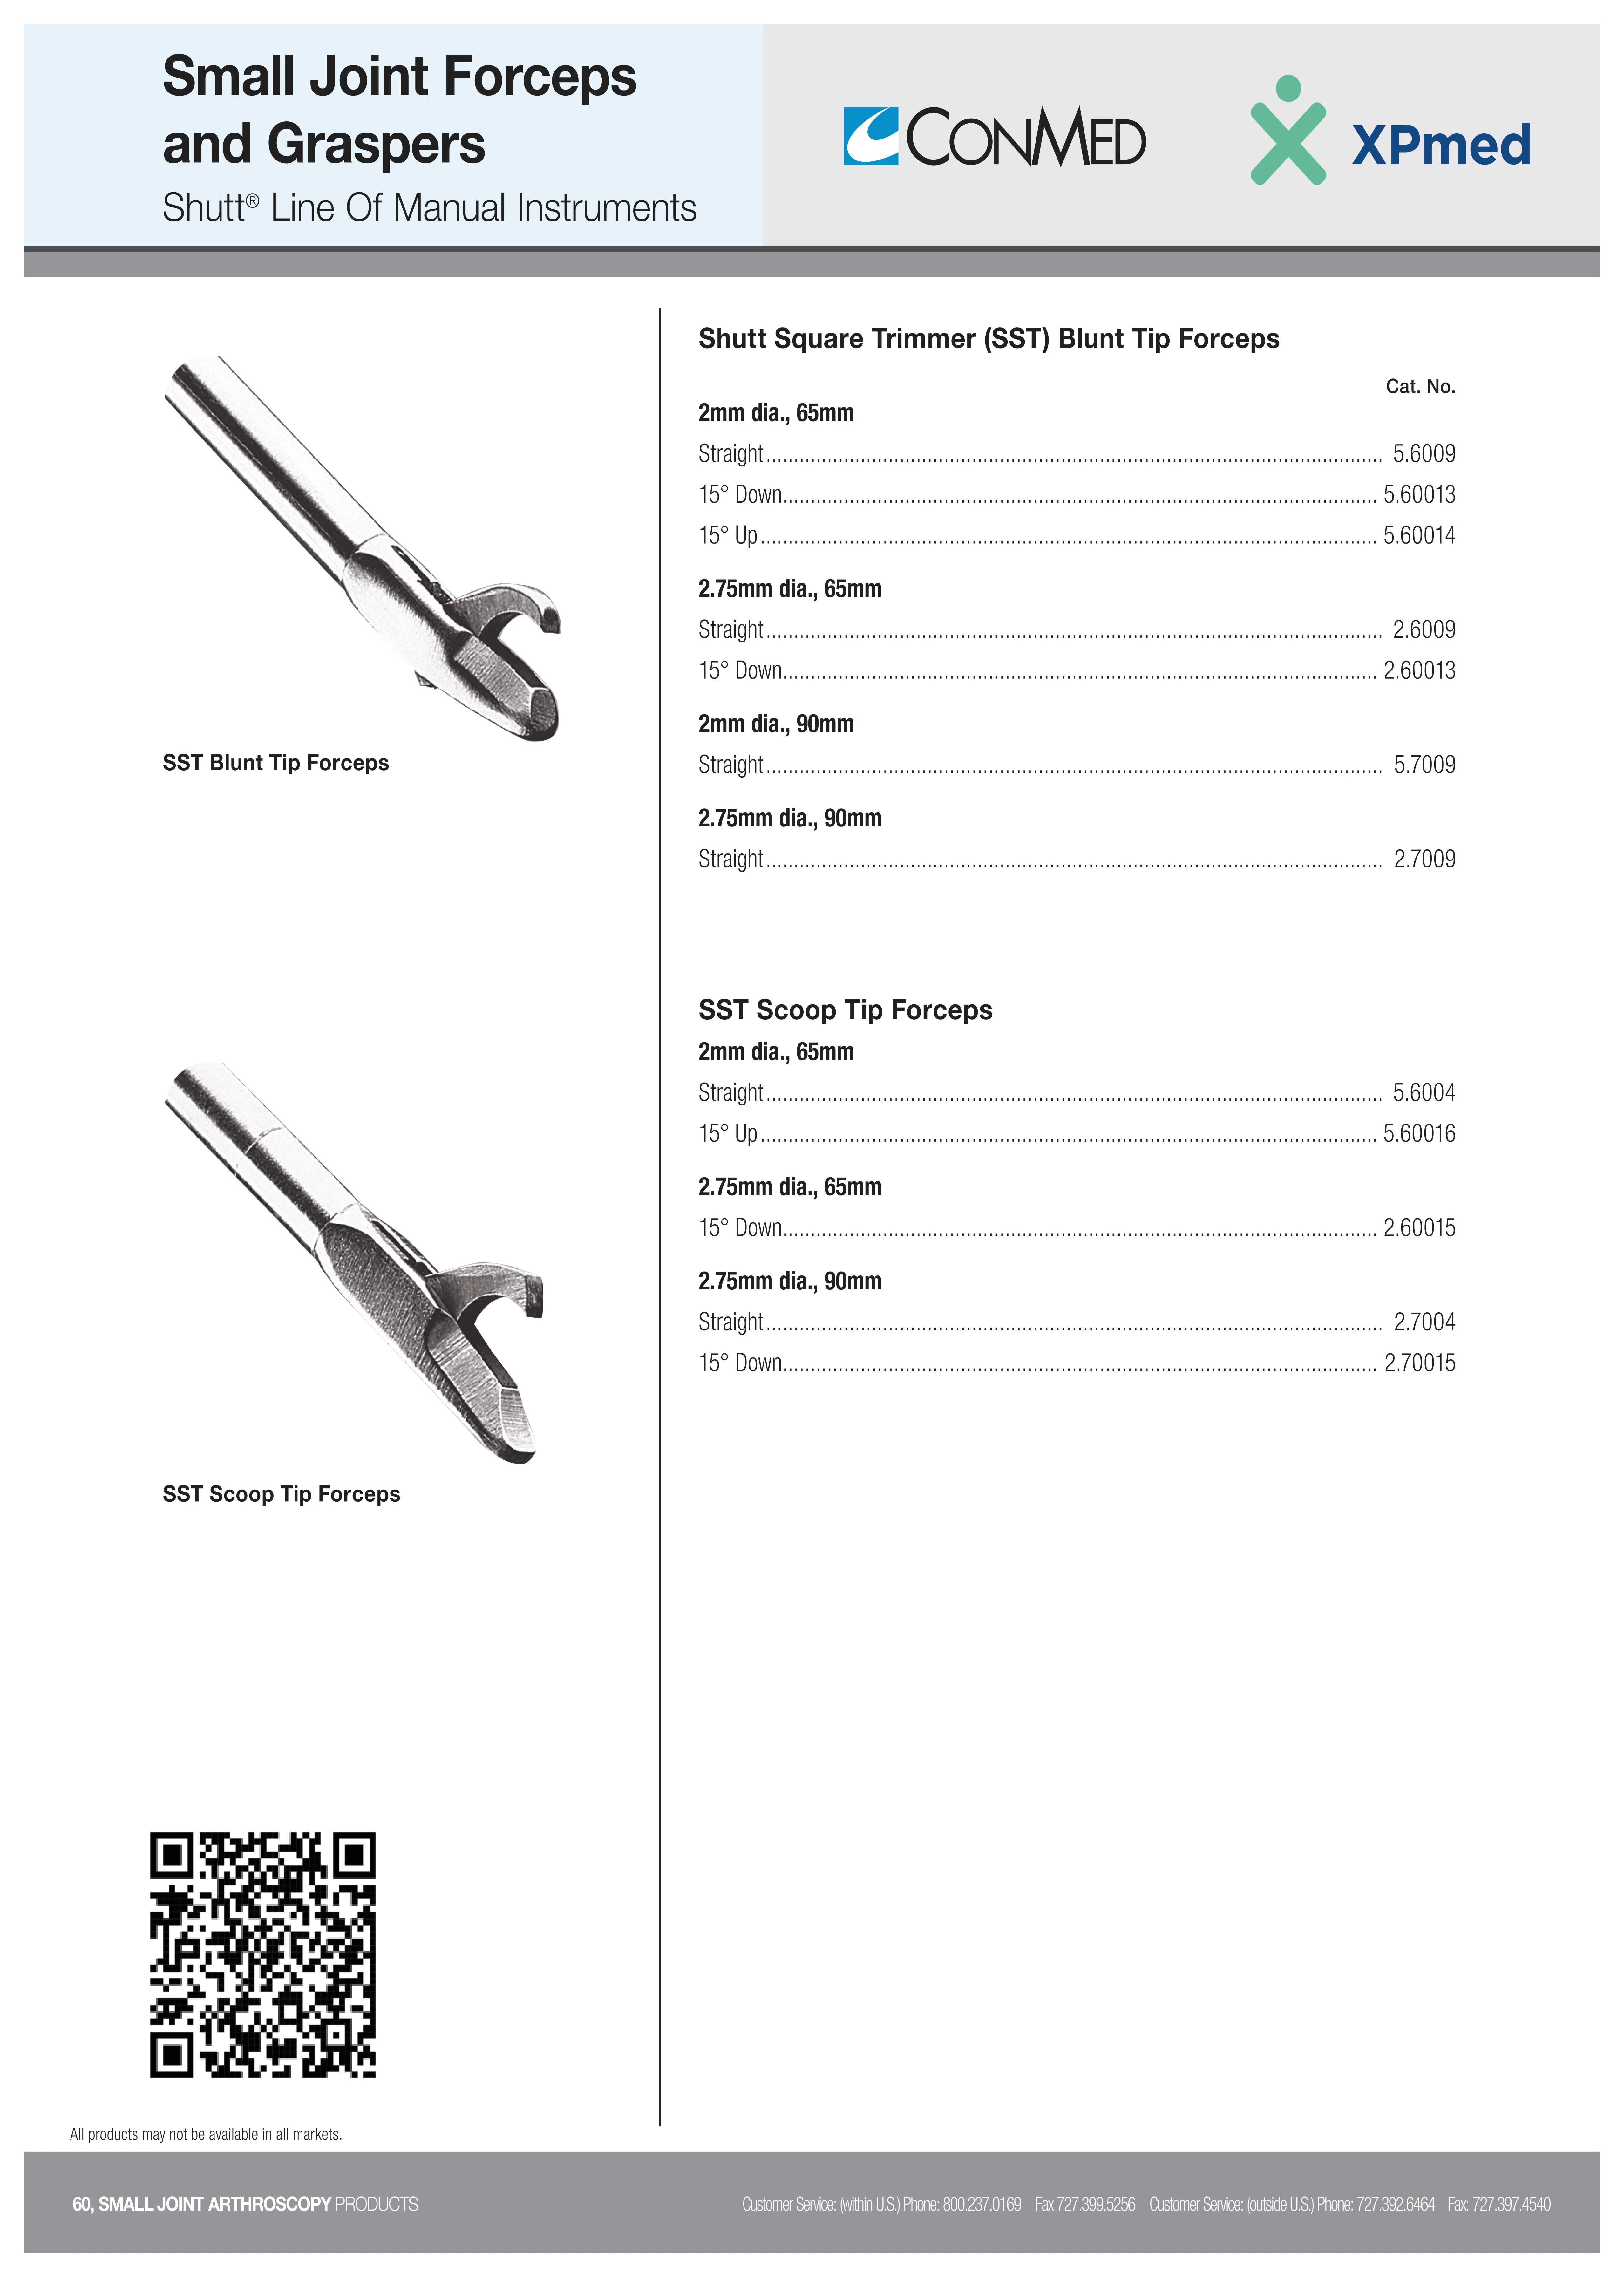 Small Joint Forceps
and Graspers
Shutt® Line Of Manual Instruments
CONMED
XPmed
SST Blunt Tip Forceps
SST Scoop Tip Forceps
Shutt Square Trimmer (SST) Blunt Tip Forceps
Cat. No.
2mm dia., 65mm
Straight 5.6009
15° Down 5.60013
15° Up 5.60014
2.75mm dia., 65mm
Straight 2.6009
15° Down 2.60013
2mm dia., 90mm
Straight 5.7009
2.75mm dia., 90mm
Straight 2.7009
SST Scoop Tip Forceps
2mm dia., 65mm
Straight 5.6004
15° Up 5.60016
2.75mm dia., 65mm
15° Down 2.60015
2.75mm dia., 90mm
Straight 2.7004
15° Down 2.70015
All products may not be available in all markets.
60, SMALL JOINT ARTHROSCOPY PRODUCTS
Customer Service: (within U.S.) Phone: 800.237.0169 Fax 727.399.5256 Customer Service: (outside U.S.) Phone: 727.392.6464 Fax: 727.397.4540